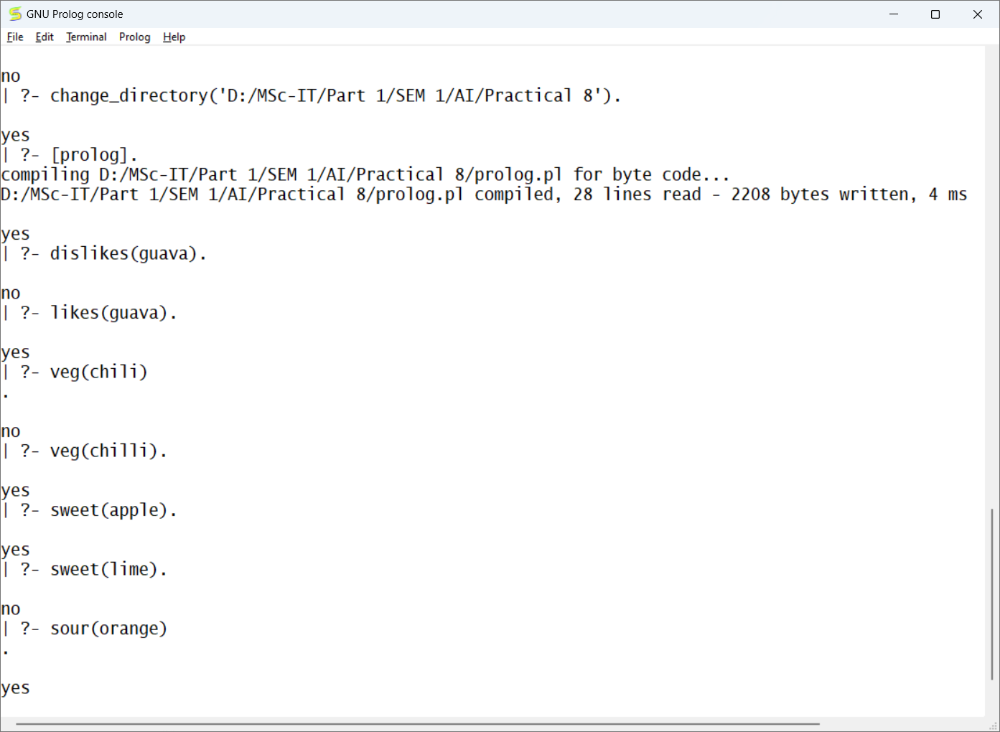 GNU Prolog console
File Edit Terminal Prolog Help
no
| ?- change_directory('D:/MSc-IT/Part 1/SEM 1/AI/Practical 8').
yes
| ?- [prolog].
compiling D:/MSc-IT/Part 1/SEM 1/AI/Practical 8/prolog.pl for byte code...
D:/MSc-IT/Part 1/SEM 1/AI/Practical 8/prolog.pl compiled, 28 lines read - 2208 bytes written, 4 ms
yes
| ?- dislikes(guava).
no
| ?- likes(guava).
yes
| ?- veg(chili)
.
no
| ?- veg(chilli).
yes
| ?- sweet(apple).
yes
| ?- sweet(lime).
no
| ?- sour(orange)
.
yes